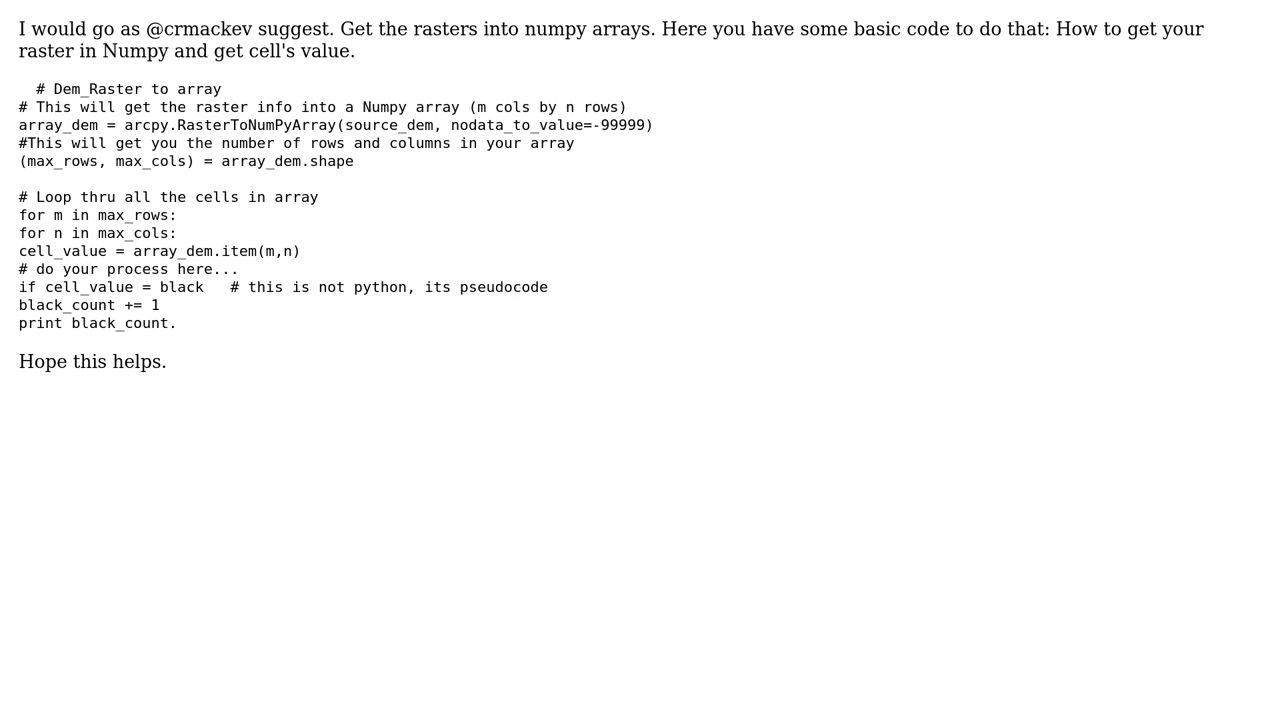 I would go as @crmackev suggest. Get the rasters into numpy arrays. Here you have some basic code to do that: How to get your
raster in Numpy and get cell's value.
# Dem_Raster to array
# This will get the raster info into a Numpy array (m cols by n rows)
array_dem = arcpy.RasterToNumPyArray(source_dem, nodata_to_value=-99999)
#This will get you the number of rows and columns in your array
(max_rows, max_cols) = array_dem.shape
# Loop thru all the cells in array
for m in max_rows:
for n in max_cols:
cell_value = array_dem.item(m,n)
# do your process here...
if cell_value = black   # this is not python, its pseudocode
black_count += 1
print black_count.
Hope this helps.